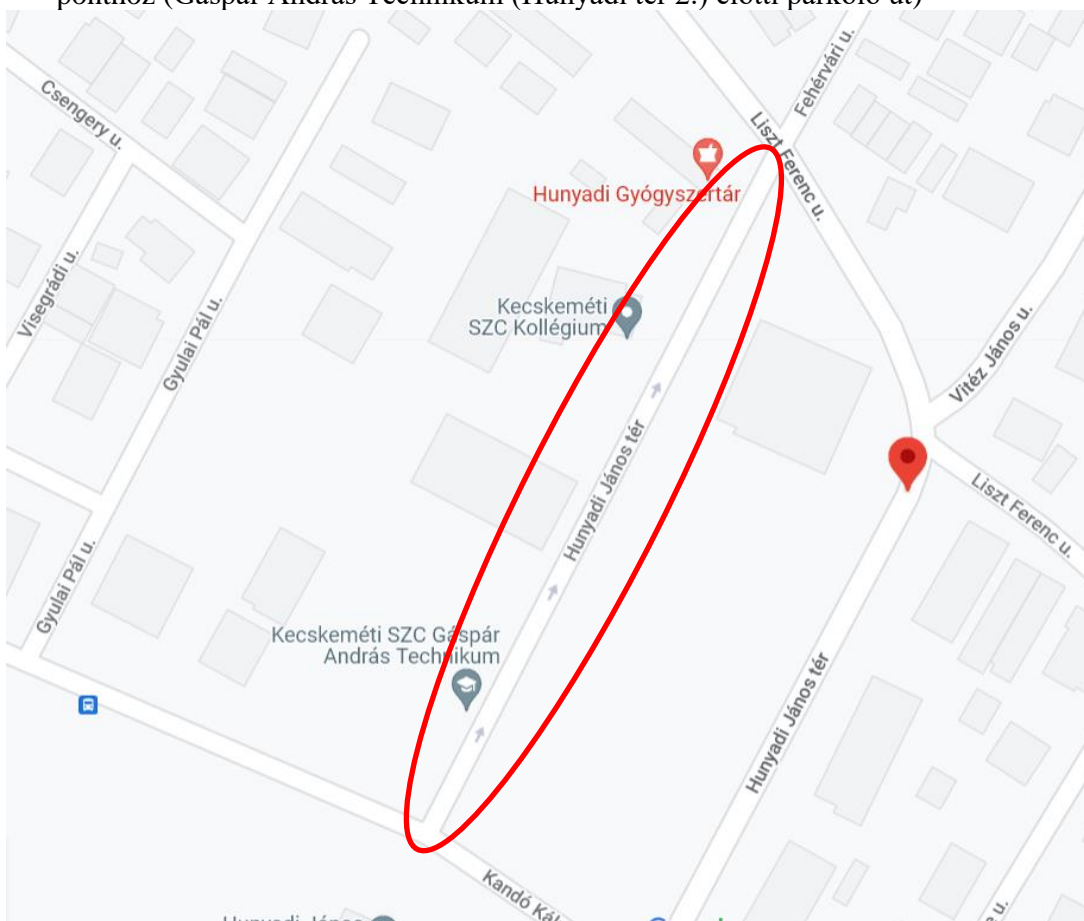 ponthoz (Gáspár András Technikum (Hunyadi tér 2.) előtti parkoló út)
Csengery u.
Fehérvári u.
Liszt Ferenc u.
Hunyadi Gyógyszertár
Visegrádi u.
Gyulai Pál u.
Kecskeméti
SZC Kollégium
Vitéz János u.
Hunyadi János tér
Liszt Ferenc u.
Gyulai Pál u.
Kecskeméti SZC Gáspár
András Technikum
Hunyadi János tér
Kandó Kál
Hunyadi János
u.